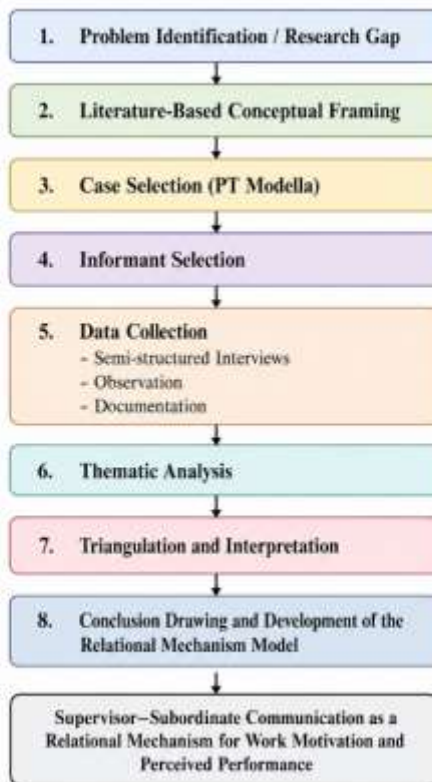 1. Problem Identification / Research Gap
2. Literature-Based Conceptual Framing
3. Case Selection (PT Modella)
4. Informant Selection
5. Data Collection
– Semi-structured Interviews
– Observation
– Documentation
6. Thematic Analysis
7. Triangulation and Interpretation
8. Conclusion Drawing and Development of the
Relational Mechanism Model
Supervisor–Subordinate Communication as a
Relational Mechanism for Work Motivation and
Perceived Performance